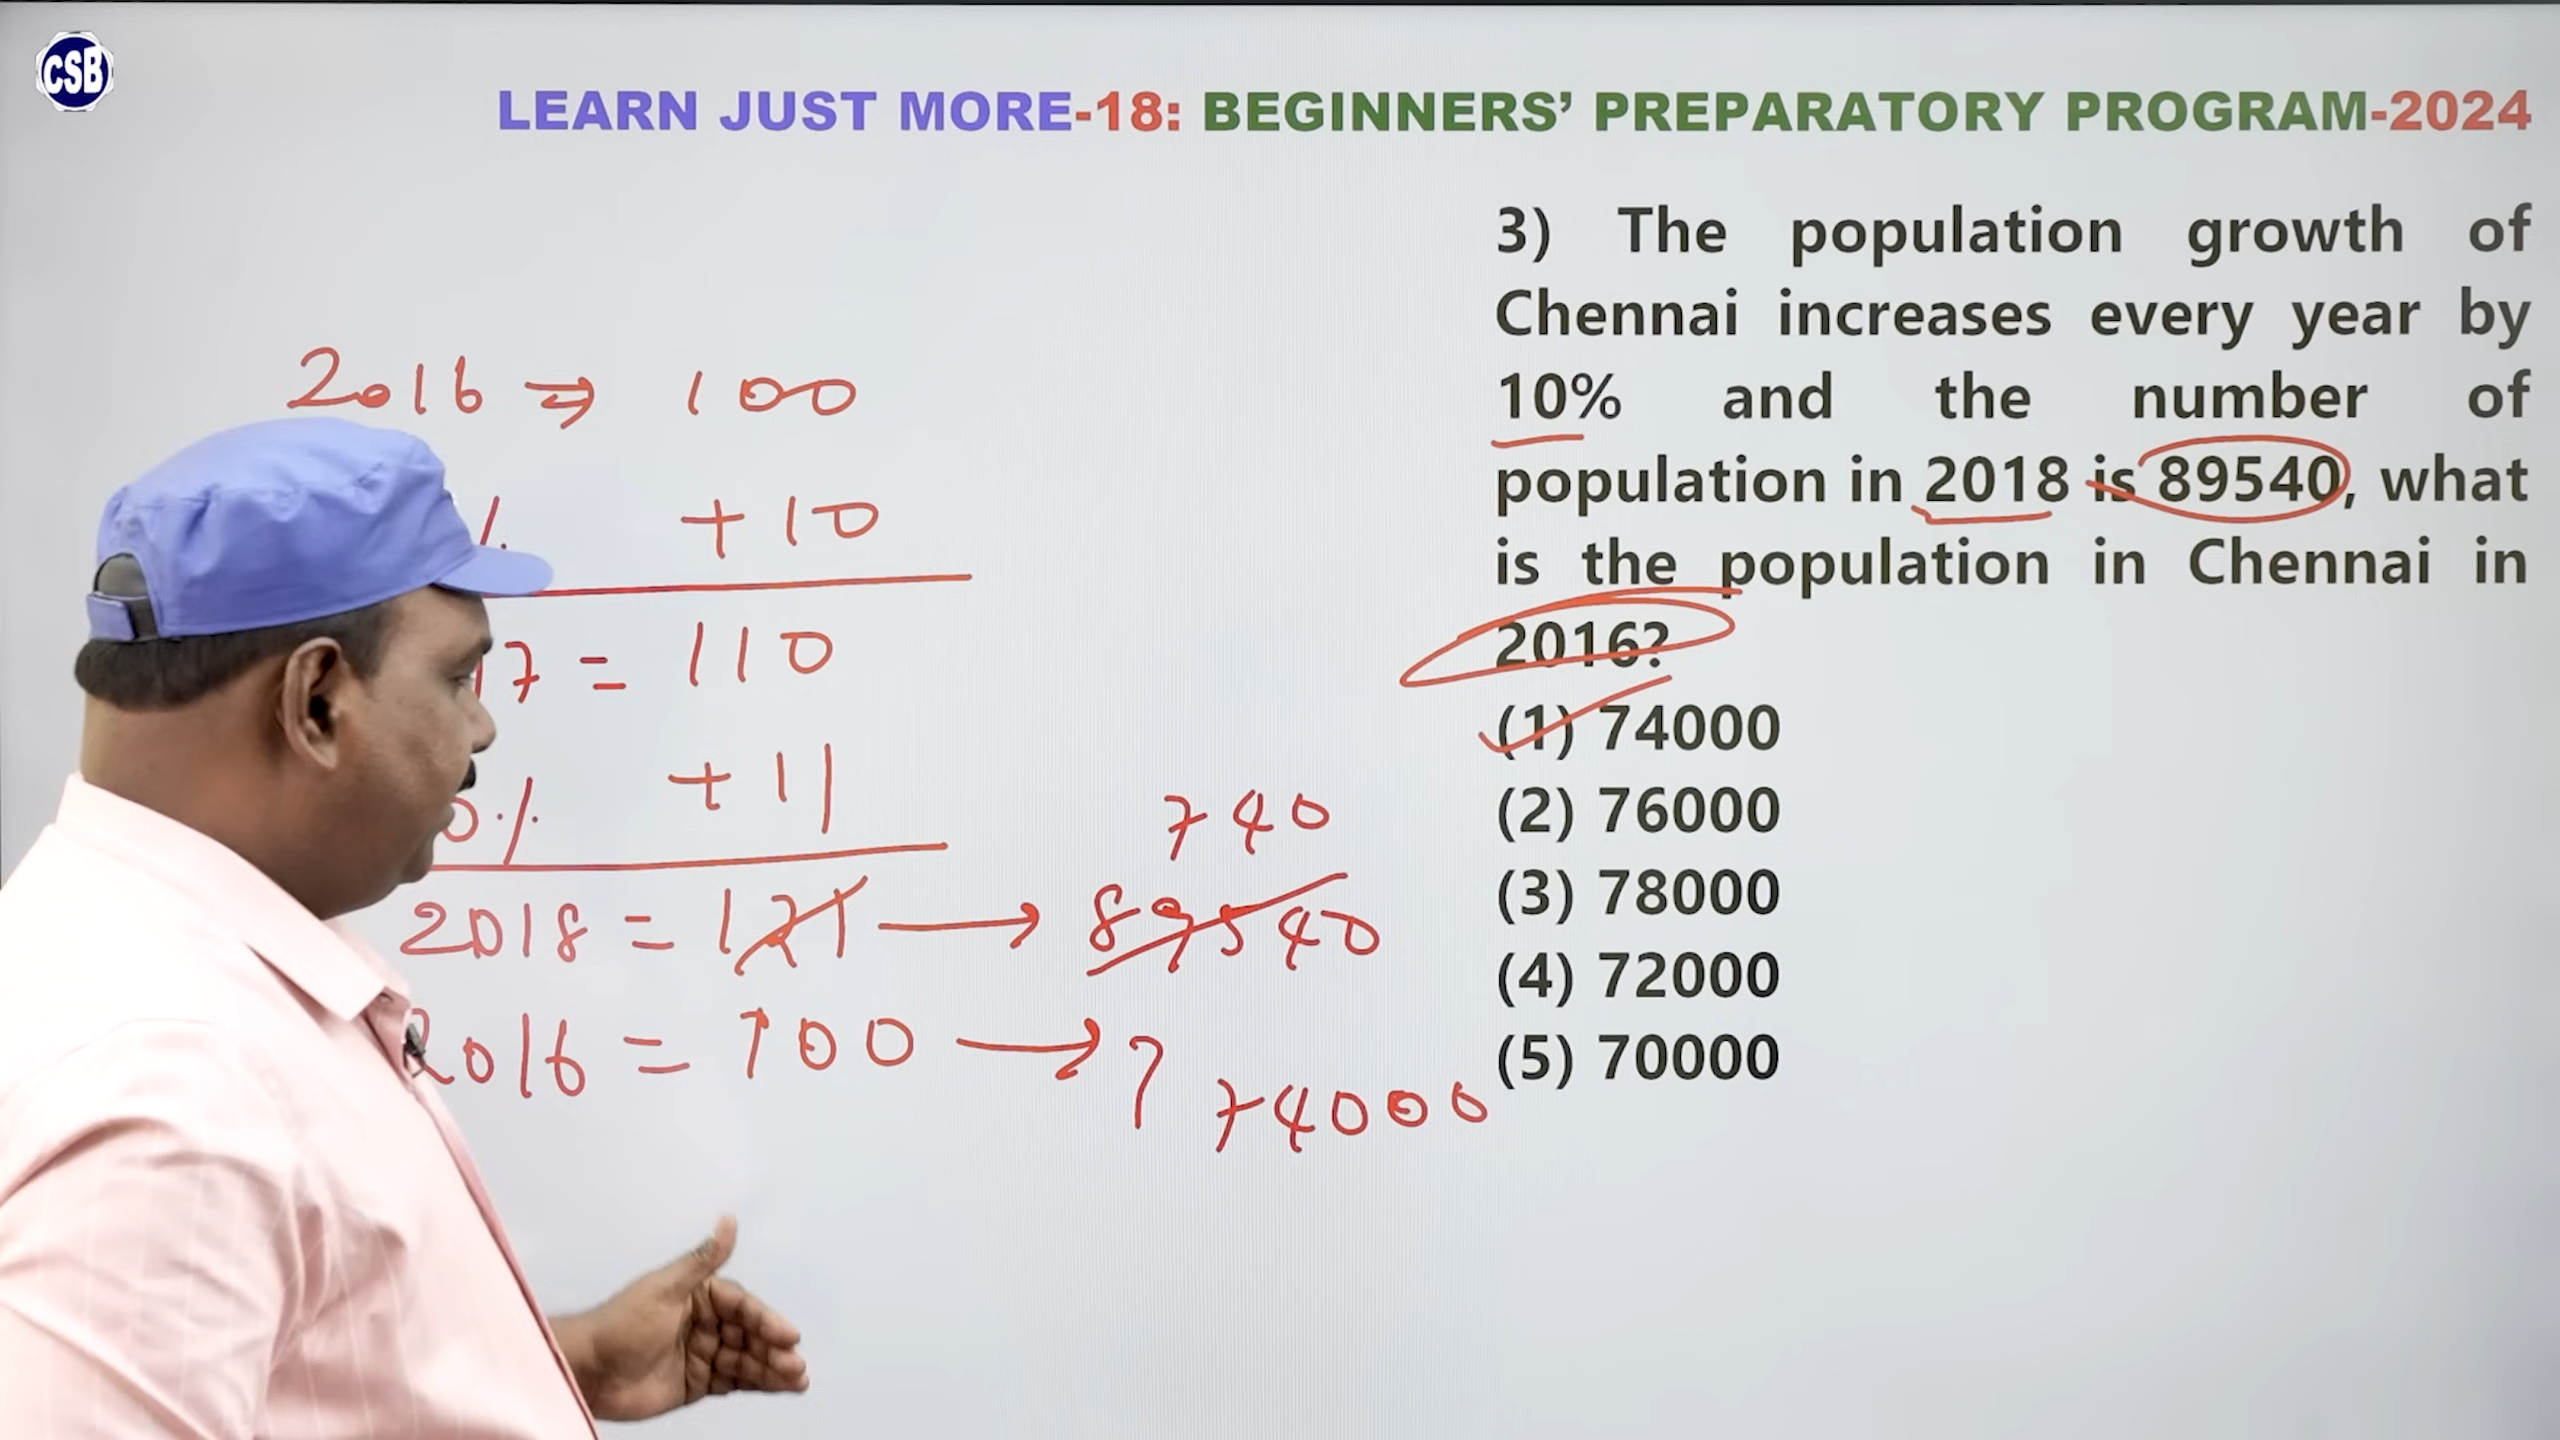 CSB
LEARN JUST MORE-18: BEGINNERS’ PREPARATORY PROGRAM-2024
3) The population growth of
Chennai increases every year by
10% and the number of
population in 2018 is 89540, what
is the population in Chennai in
2016?
(1) 74000
(2) 76000
(3) 78000
(4) 72000
(5) 70000
2016 ⇒ 100
+10
7 = 110
0% +11
740
2018 = 121 → 89540
2016 = 100 → ?
74000